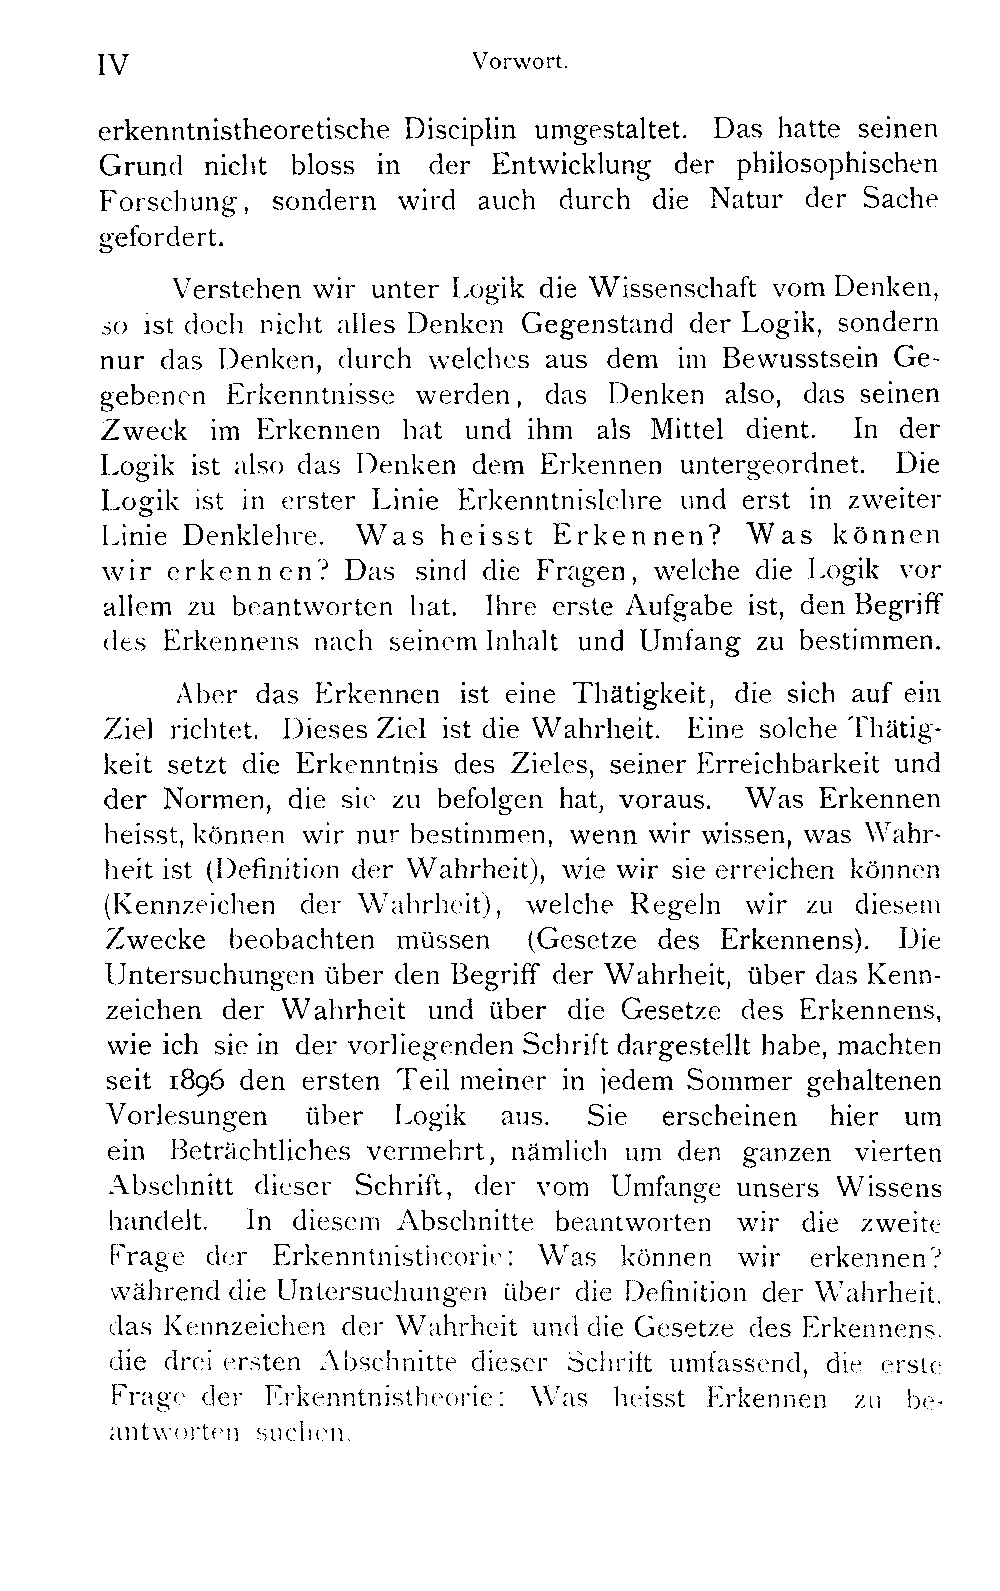 IV Vorwort.
erkenntnistheoretische Disciplin umgestaltet. Das hatte seinen
Grund nicht bloss in der Entwicklung der philosophischen
Forschung, sondern wird auch durch die Natur der Sache
gefordert.
Verstehen wir unter Logik die Wissenschaft vom Denken,
so ist doch nicht alles Denken Gegenstand der Logik, sondern
nur das Denken, durch welches aus dem im Bewusstsein Ge-
gebenen Erkenntnisse werden, das Denken also, das seinen
Zweck im Erkennen hat und ihm als Mittel dient. In der
Logik ist also das Denken dem Erkennen untergeordnet. Die
Logik ist in erster Linie Erkenntnislehre und erst in zweiter
Linie Denklehre. Was heisst Erkennen? Was können
wir erkennen? Das sind die Fragen, welche die Logik vor
allem zu beantworten hat. Ihre erste Aufgabe ist, den Begriff
des Erkennens nach seinem Inhalt und Umfang zu bestimmen.
Aber das Erkennen ist eine Thätigkeit, die sich auf ein
Ziel richtet. Dieses Ziel ist die Wahrheit. Eine solche Thätig-
keit setzt die Erkenntnis des Zieles, seiner Erreichbarkeit und
der Normen, die sie zu befolgen hat, voraus. Was Erkennen
heisst, können wir nur bestimmen, wenn wir wissen, was Wahr-
heit ist (Definition der Wahrheit), wie wir sie erreichen können
(Kennzeichen der Wahrheit), welche Regeln wir zu diesem
Zwecke beobachten müssen (Gesetze des Erkennens). Die
Untersuchungen über den Begriff der Wahrheit, über das Kenn-
zeichen der Wahrheit und über die Gesetze des Erkennens,
wie ich sie in der vorliegenden Schrift dargestellt habe, machten
seit 1896 den ersten Teil meiner in jedem Sommer gehaltenen
Vorlesungen über Logik aus. Sie erscheinen hier um
ein Beträchtliches vermehrt, nämlich um den ganzen vierten
Abschnitt dieser Schrift, der vom Umfange unsers Wissens
handelt. In diesem Abschnitte beantworten wir die zweite
Frage der Erkenntnistheorie: Was können wir erkennen?
während die Untersuchungen über die Definition der Wahrheit,
das Kennzeichen der Wahrheit und die Gesetze des Erkennens,
die drei ersten Abschnitte dieser Schrift umfassend, die erste
Frage der Erkenntnistheorie: Was heisst Erkennen zu be-
antworten suchen.